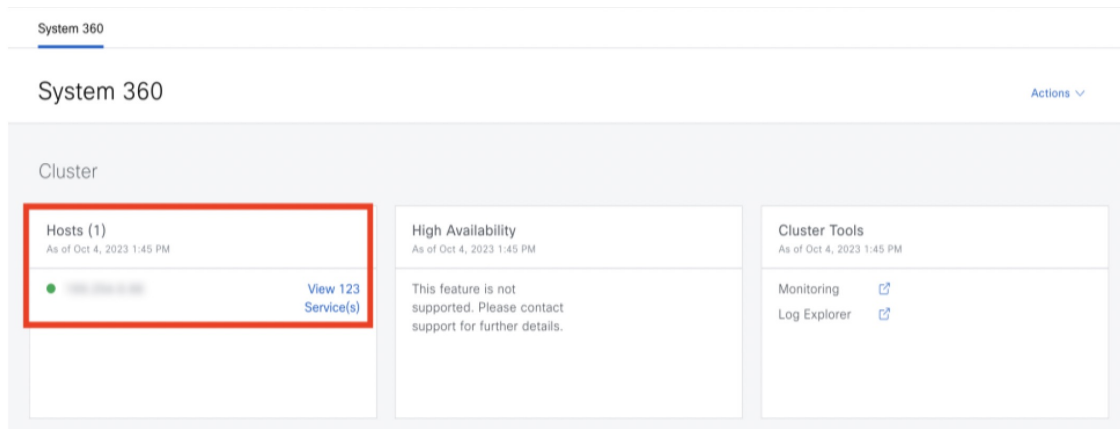 System 360
System 360
Actions
Cluster
Hosts (1)
As of Oct 4, 2023 1:45 PM
View 123
Service(s)
High Availability
As of Oct 4, 2023 1:45 PM
This feature is not
supported. Please contact
support for further details.
Cluster Tools
As of Oct 4, 2023 1:45 PM
Monitoring
Log Explorer